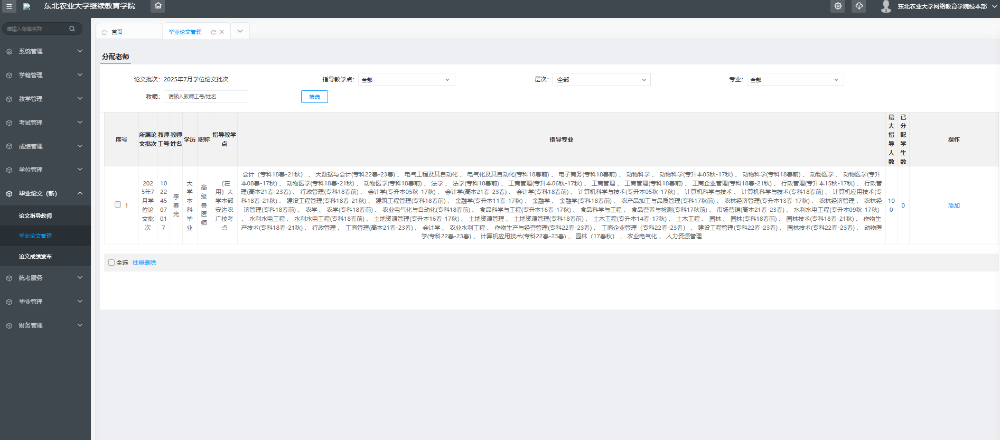 东北农业大学继续教育学院
东北农业大学网络教育学院校本部
请输入菜单名称
系统管理
学籍管理
教学管理
考试管理
成绩管理
学位管理
毕业论文（新）
论文指导教师
毕业论文管理
论文成绩发布
统考服务
毕业管理
财务管理
首页
毕业论文管理
分配老师
论文批次：2025年7月学位论文批次
指导教学点：全部
层次：全部
专业：全部
教师：请输入教师工号/姓名
筛选
序号
所属论
文批次
教师
工号
教师
姓名
学历
职称
指导教学
点
指导专业
最
大
指
导
人
数
已
分
配
学
生
数
操作
1
202
5年7
月学
位论
文批
次
10
22
45
07
01
7
李
春
光
大
学
本
科
毕
业
高
级
兽
医
师
（在
用）大
学本部
安达农
广校考
点
会计（专科18春-21秋） 、 大数据与会计(专科22春-23春) 、 电气工程及其自动化 、 电气化及其自动化(专科18春前) 、 电子商务(专科18春前) 、 动物科学 、 动物科学(专升本05秋-17秋) 、 动物科学(专科18春前) 、 动物医学 、 动物医学(专升
本08春-17秋) 、 动物医学(专科18春-21秋) 、 动物医学(专科18春前) 、 法学 、 法学(专科18春前) 、 工商管理(专升本06秋-17秋) 、 工商管理 、 工商管理(专科18春前) 、 工商企业管理(专科18春-21秋) 、 行政管理(专升本15秋-17秋) 、 行政管
理(高本21春-23春) 、 行政管理(专科18春前) 、 会计学(专升本05秋-17秋) 、 会计学(高本21春-23春) 、 会计学(专科18春前) 、 计算机科学与技术(专升本05秋-17秋) 、 计算机科学与技术 、 计算机科学与技术(专科18春前) 、 计算机应用技术(专
科18春-21秋) 、 建设工程管理(专科18春-21秋) 、 建筑工程管理(专科18春前) 、 金融学(专升本11春-17秋) 、 金融学 、 金融学(专科18春前) 、 农产品加工与品质管理(专科17秋前) 、 农林经济管理(专升本13春-17秋) 、 农林经济管理 、 农林经
济管理(专科18春前) 、 农学 、 农学(专科18春前) 、 农业电气化与自动化(专科18春前) 、 食品科学与工程(专升本16春-17秋) 、 食品科学与工程 、 食品营养与检测(专科17秋前) 、 市场营销(高本21春-23春) 、 水利水电工程(专升本09秋-17秋)
、 水利水电工程 、 水利水电工程(专科18春前) 、 土地资源管理(专升本16春-17秋) 、 土地资源管理 、 土地资源管理(专科18春前) 、 土木工程(专升本14春-17秋) 、 土木工程 、 园林 、 园林(专科18春前) 、 园林技术(专科18春-21秋) 、 作物生
产技术(专科18春-21秋) 、 行政管理 、 工商管理(高本21春-23春) 、 会计学 、 农业水利工程 、 作物生产与经营管理(专科22春-23春) 、 工商企业管理（专科22春-23春） 、 建设工程管理(专科22春-23春) 、 园林技术(专科22春-23春) 、 动物医
学(专科22春-23春) 、 计算机应用技术(专科22春-23春) 、 园林（17春秋） 、 农业电气化 、 人力资源管理
10
0
0
添加
全选 批量删除